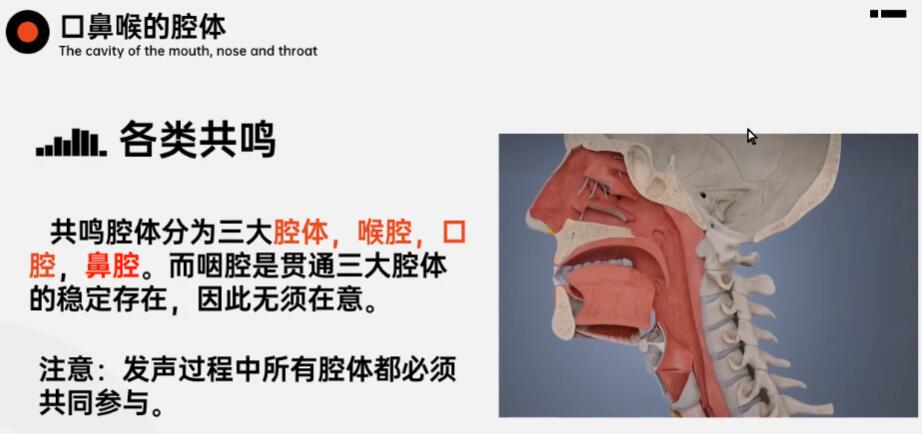 口鼻喉的腔体
The cavity of the mouth, nose and throat
各类共鸣
共鸣腔体分为三大腔体，喉腔，口
腔，鼻腔。而咽腔是贯通三大腔体
的稳定存在，因此无须在意。
注意：发声过程中所有腔体都必须
共同参与。